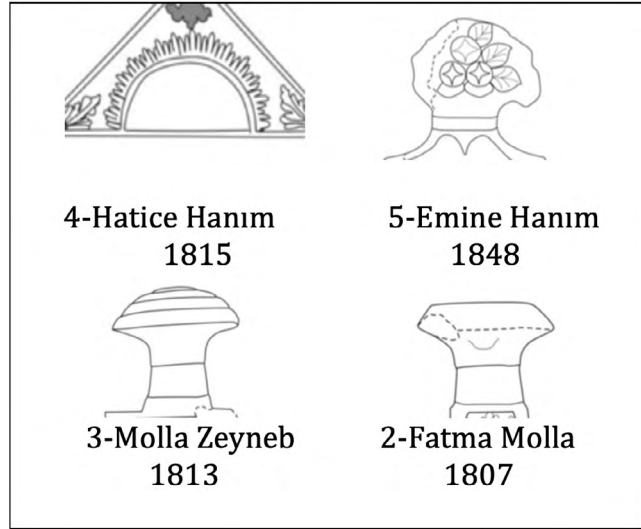 4-Hatice Hanım
1815
5-Emine Hanım
1848
3-Molla Zeyneb
1813
2-Fatma Molla
1807